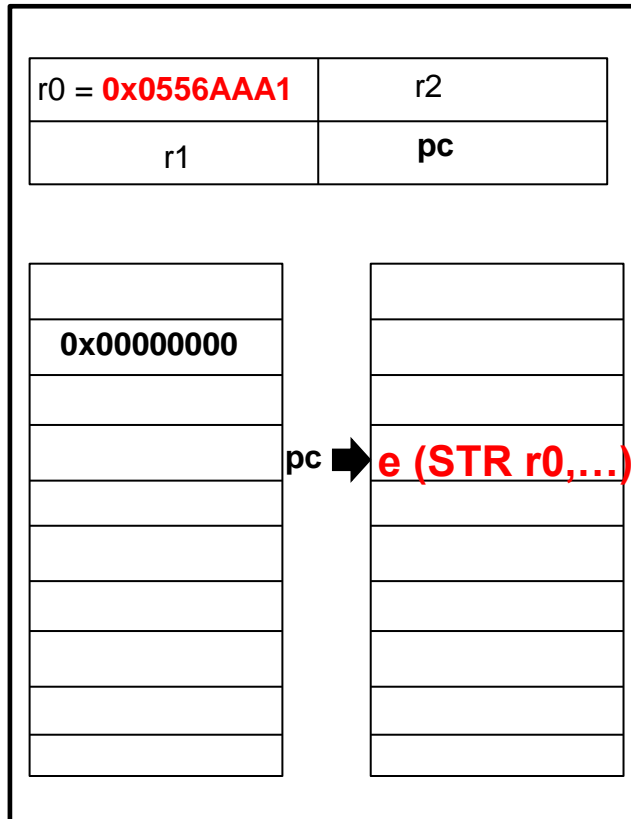 r0 = 0x0556AAA1
r2
r1
pc
0x00000000
pc
e (STR r0,…)